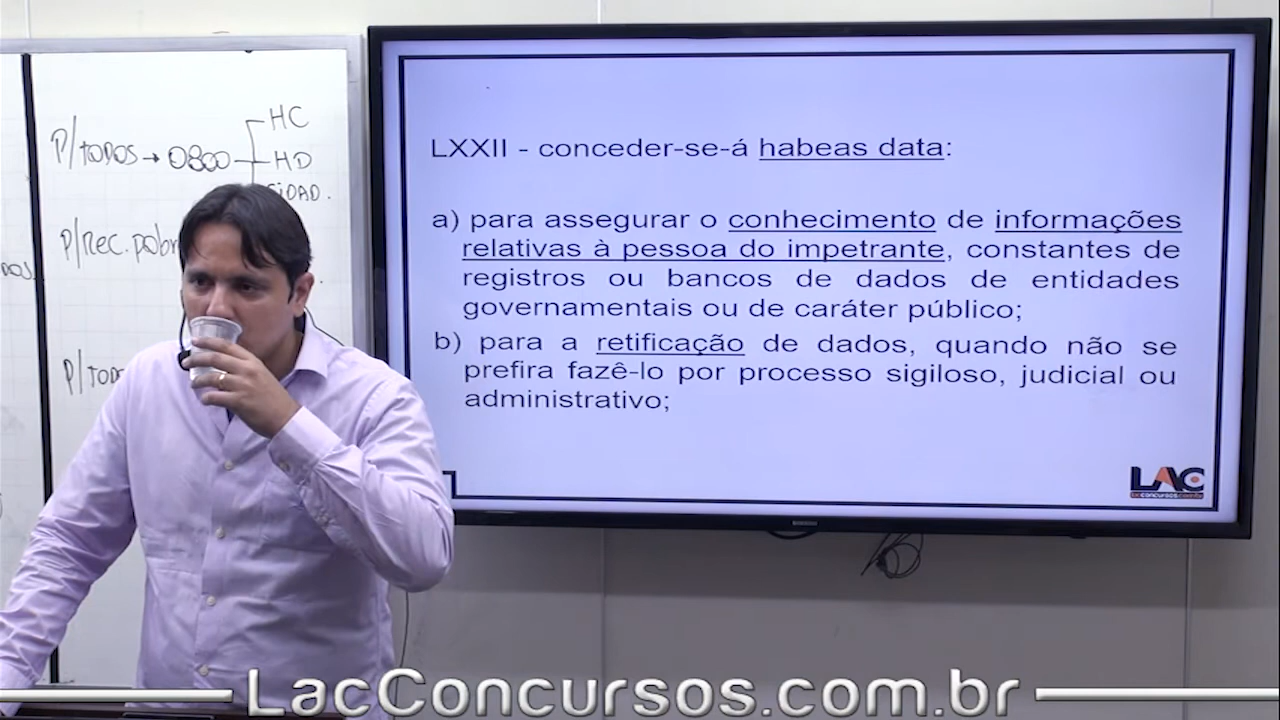 HC
P/TODOS → 0800
HD
P/Rec.
P/
LXXII - conceder-se-á habeas data:
a) para assegurar o conhecimento de informações
relativas à pessoa do impetrante, constantes de
registros ou bancos de dados de entidades
governamentais ou de caráter público;
b) para a retificação de dados, quando não se
prefira fazê-lo por processo sigiloso, judicial ou
administrativo;
LAC
LacConcursos.com.br